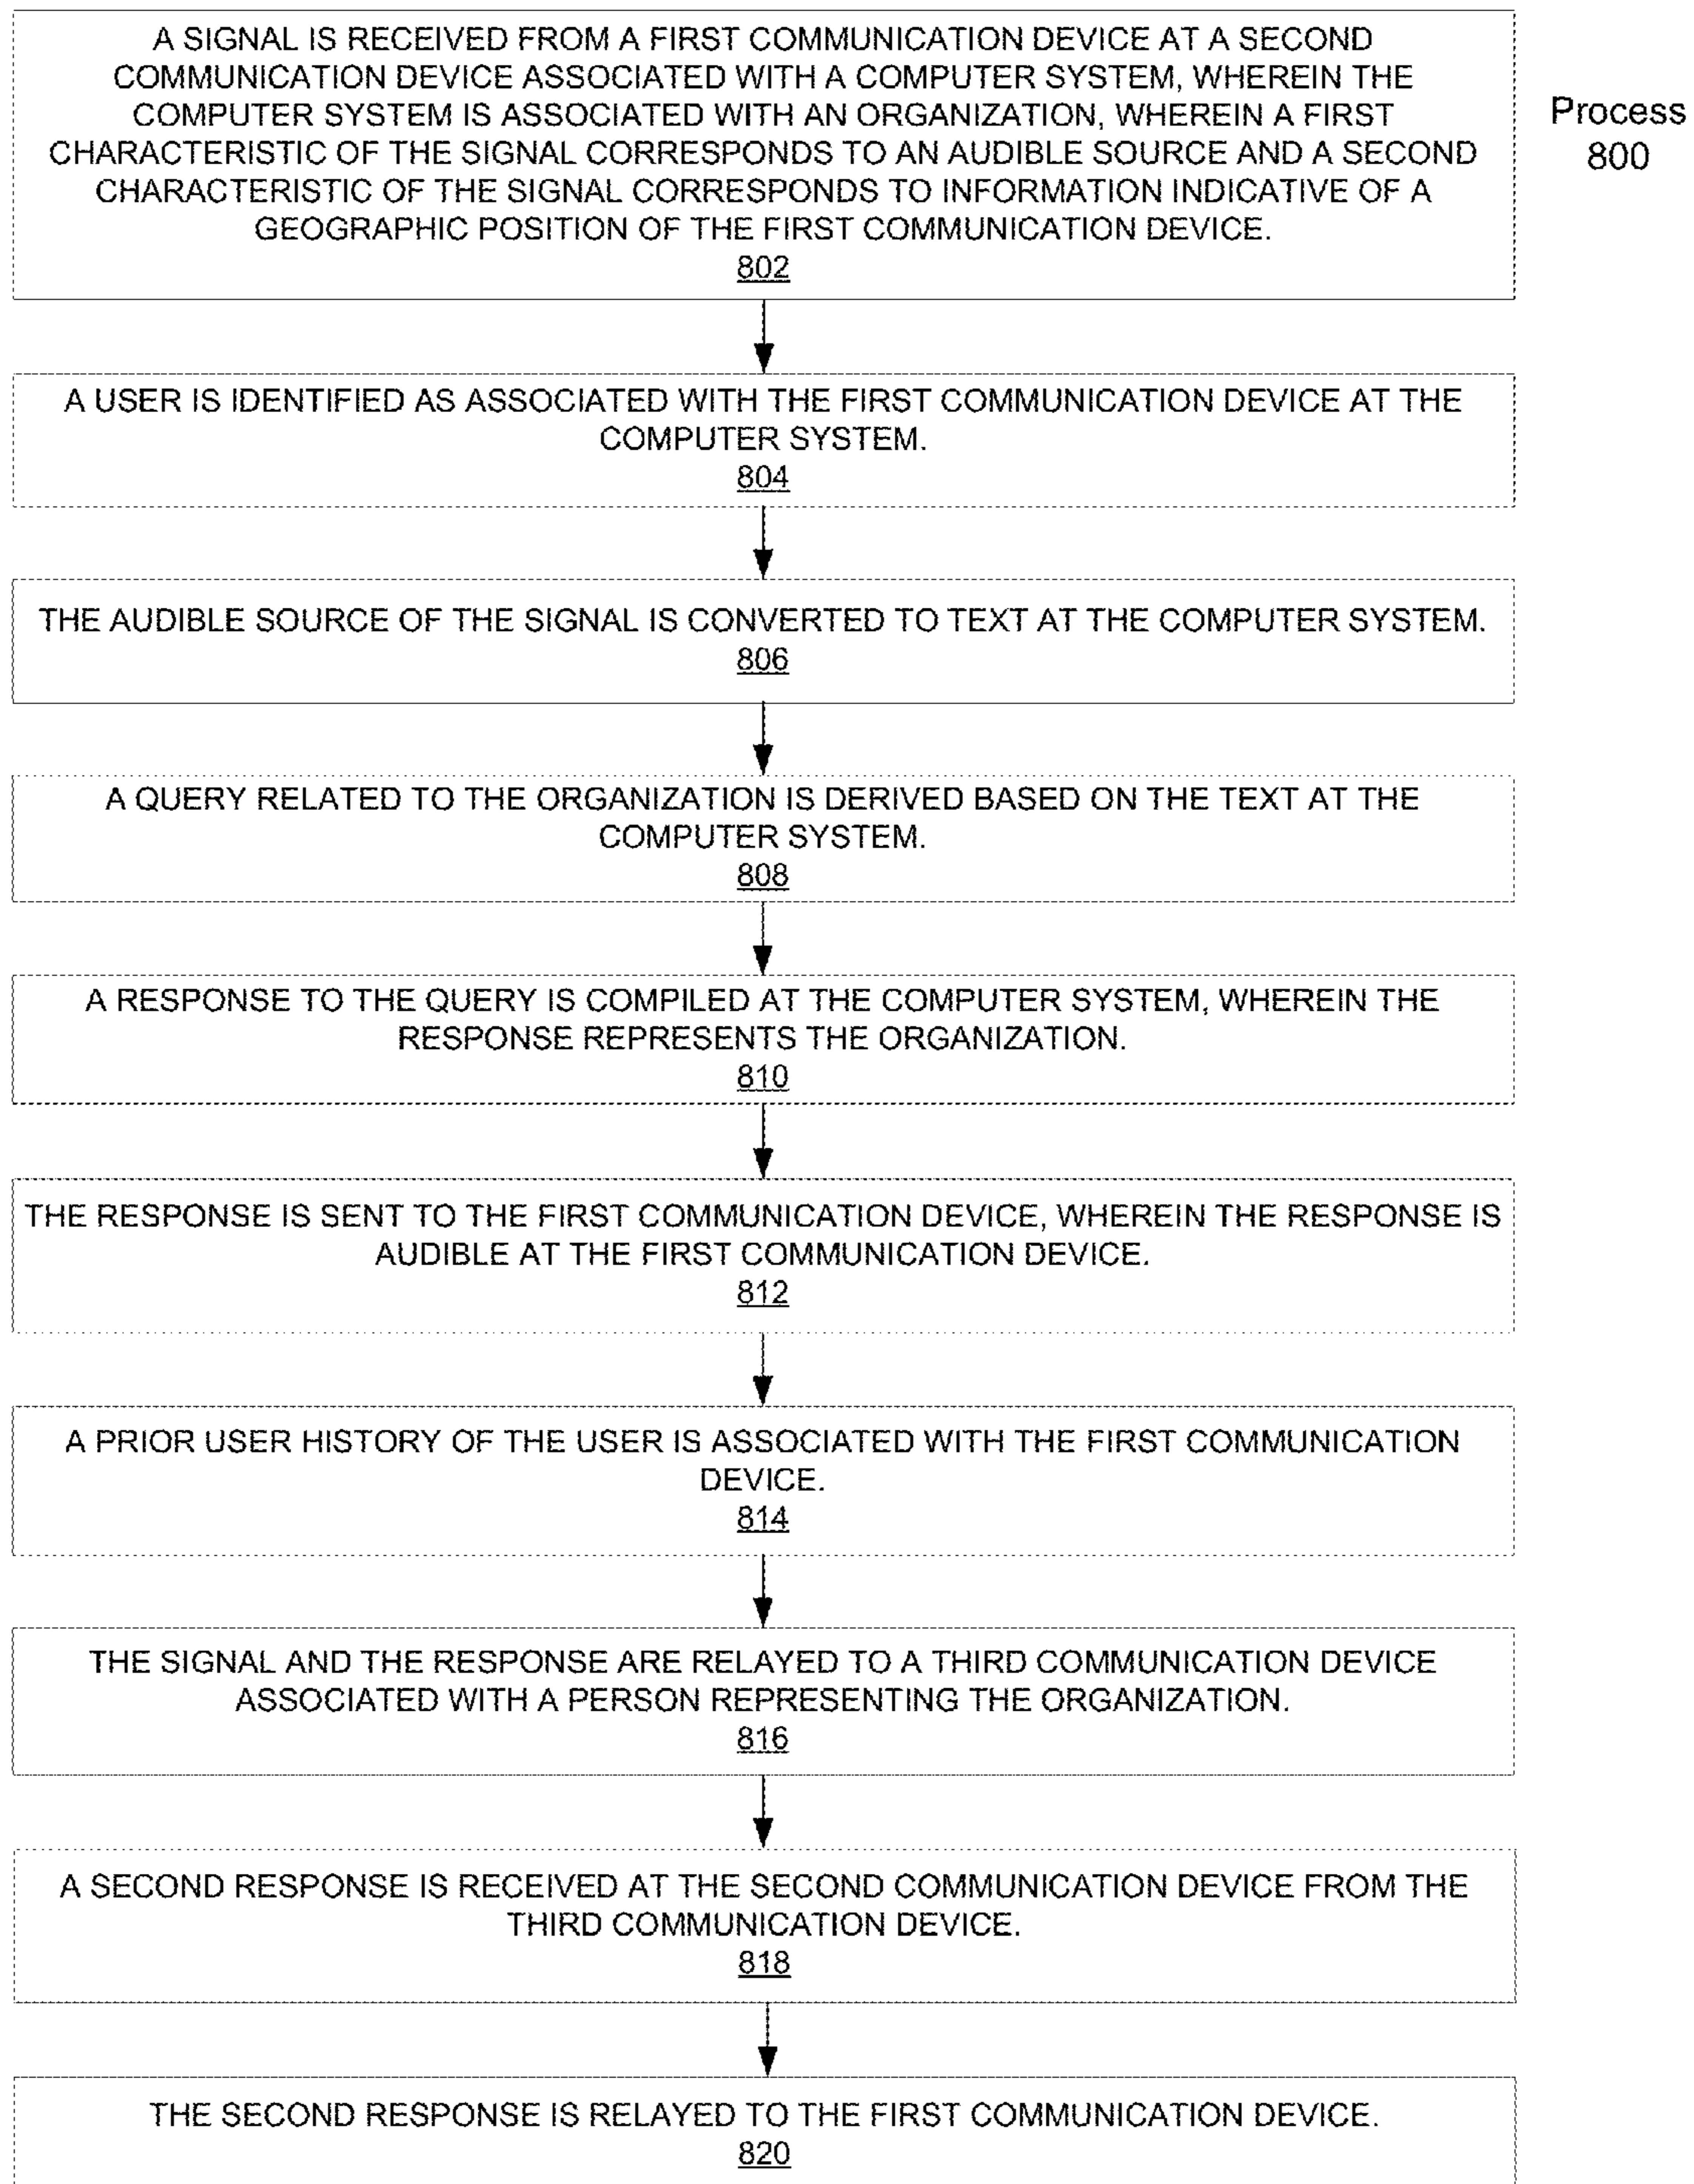 A SIGNAL IS RECEIVED FROM A FIRST COMMUNICATION DEVICE AT A SECOND
COMMUNICATION DEVICE ASSOCIATED WITH A COMPUTER SYSTEM, WHEREIN THE
COMPUTER SYSTEM IS ASSOCIATED WITH AN ORGANIZATION, WHEREIN A FIRST
CHARACTERISTIC OF THE SIGNAL CORRESPONDS TO AN AUDIBLE SOURCE AND A SECOND
CHARACTERISTIC OF THE SIGNAL CORRESPONDS TO INFORMATION INDICATIVE OF A
GEOGRAPHIC POSITION OF THE FIRST COMMUNICATION DEVICE.
802
Process
800
A USER IS IDENTIFIED AS ASSOCIATED WITH THE FIRST COMMUNICATION DEVICE AT THE
COMPUTER SYSTEM.
804
THE AUDIBLE SOURCE OF THE SIGNAL IS CONVERTED TO TEXT AT THE COMPUTER SYSTEM.
806
A QUERY RELATED TO THE ORGANIZATION IS DERIVED BASED ON THE TEXT AT THE
COMPUTER SYSTEM.
808
A RESPONSE TO THE QUERY IS COMPILED AT THE COMPUTER SYSTEM, WHEREIN THE
RESPONSE REPRESENTS THE ORGANIZATION.
810
THE RESPONSE IS SENT TO THE FIRST COMMUNICATION DEVICE, WHEREIN THE RESPONSE IS
AUDIBLE AT THE FIRST COMMUNICATION DEVICE.
812
A PRIOR USER HISTORY OF THE USER IS ASSOCIATED WITH THE FIRST COMMUNICATION
DEVICE.
814
THE SIGNAL AND THE RESPONSE ARE RELAYED TO A THIRD COMMUNICATION DEVICE
ASSOCIATED WITH A PERSON REPRESENTING THE ORGANIZATION.
816
A SECOND RESPONSE IS RECEIVED AT THE SECOND COMMUNICATION DEVICE FROM THE
THIRD COMMUNICATION DEVICE.
818
THE SECOND RESPONSE IS RELAYED TO THE FIRST COMMUNICATION DEVICE.
820